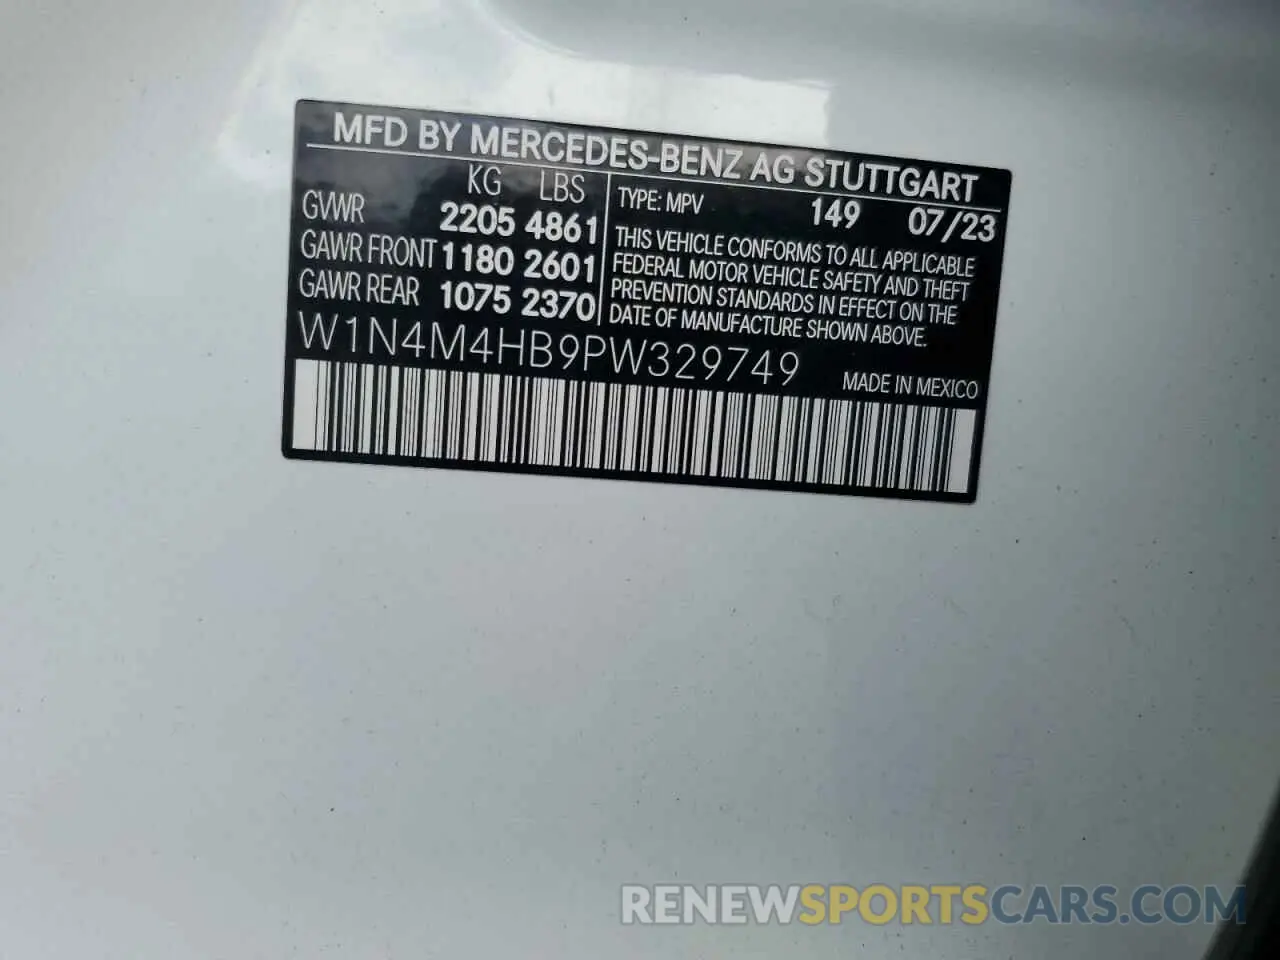 MFD BY MERCEDES-BENZ AG STUTTGART
KG LBS
GVWR 2205 4861
GAWR FRONT 1180 2601
GAWR REAR 1075 2370
TYPE: MPV 149 07/23
THIS VEHICLE CONFORMS TO ALL APPLICABLE
FEDERAL MOTOR VEHICLE SAFETY AND THEFT
PREVENTION STANDARDS IN EFFECT ON THE
DATE OF MANUFACTURE SHOWN ABOVE.
W1N4M4HB9PW329749
MADE IN MEXICO
RENEWSPORTSCARS.COM